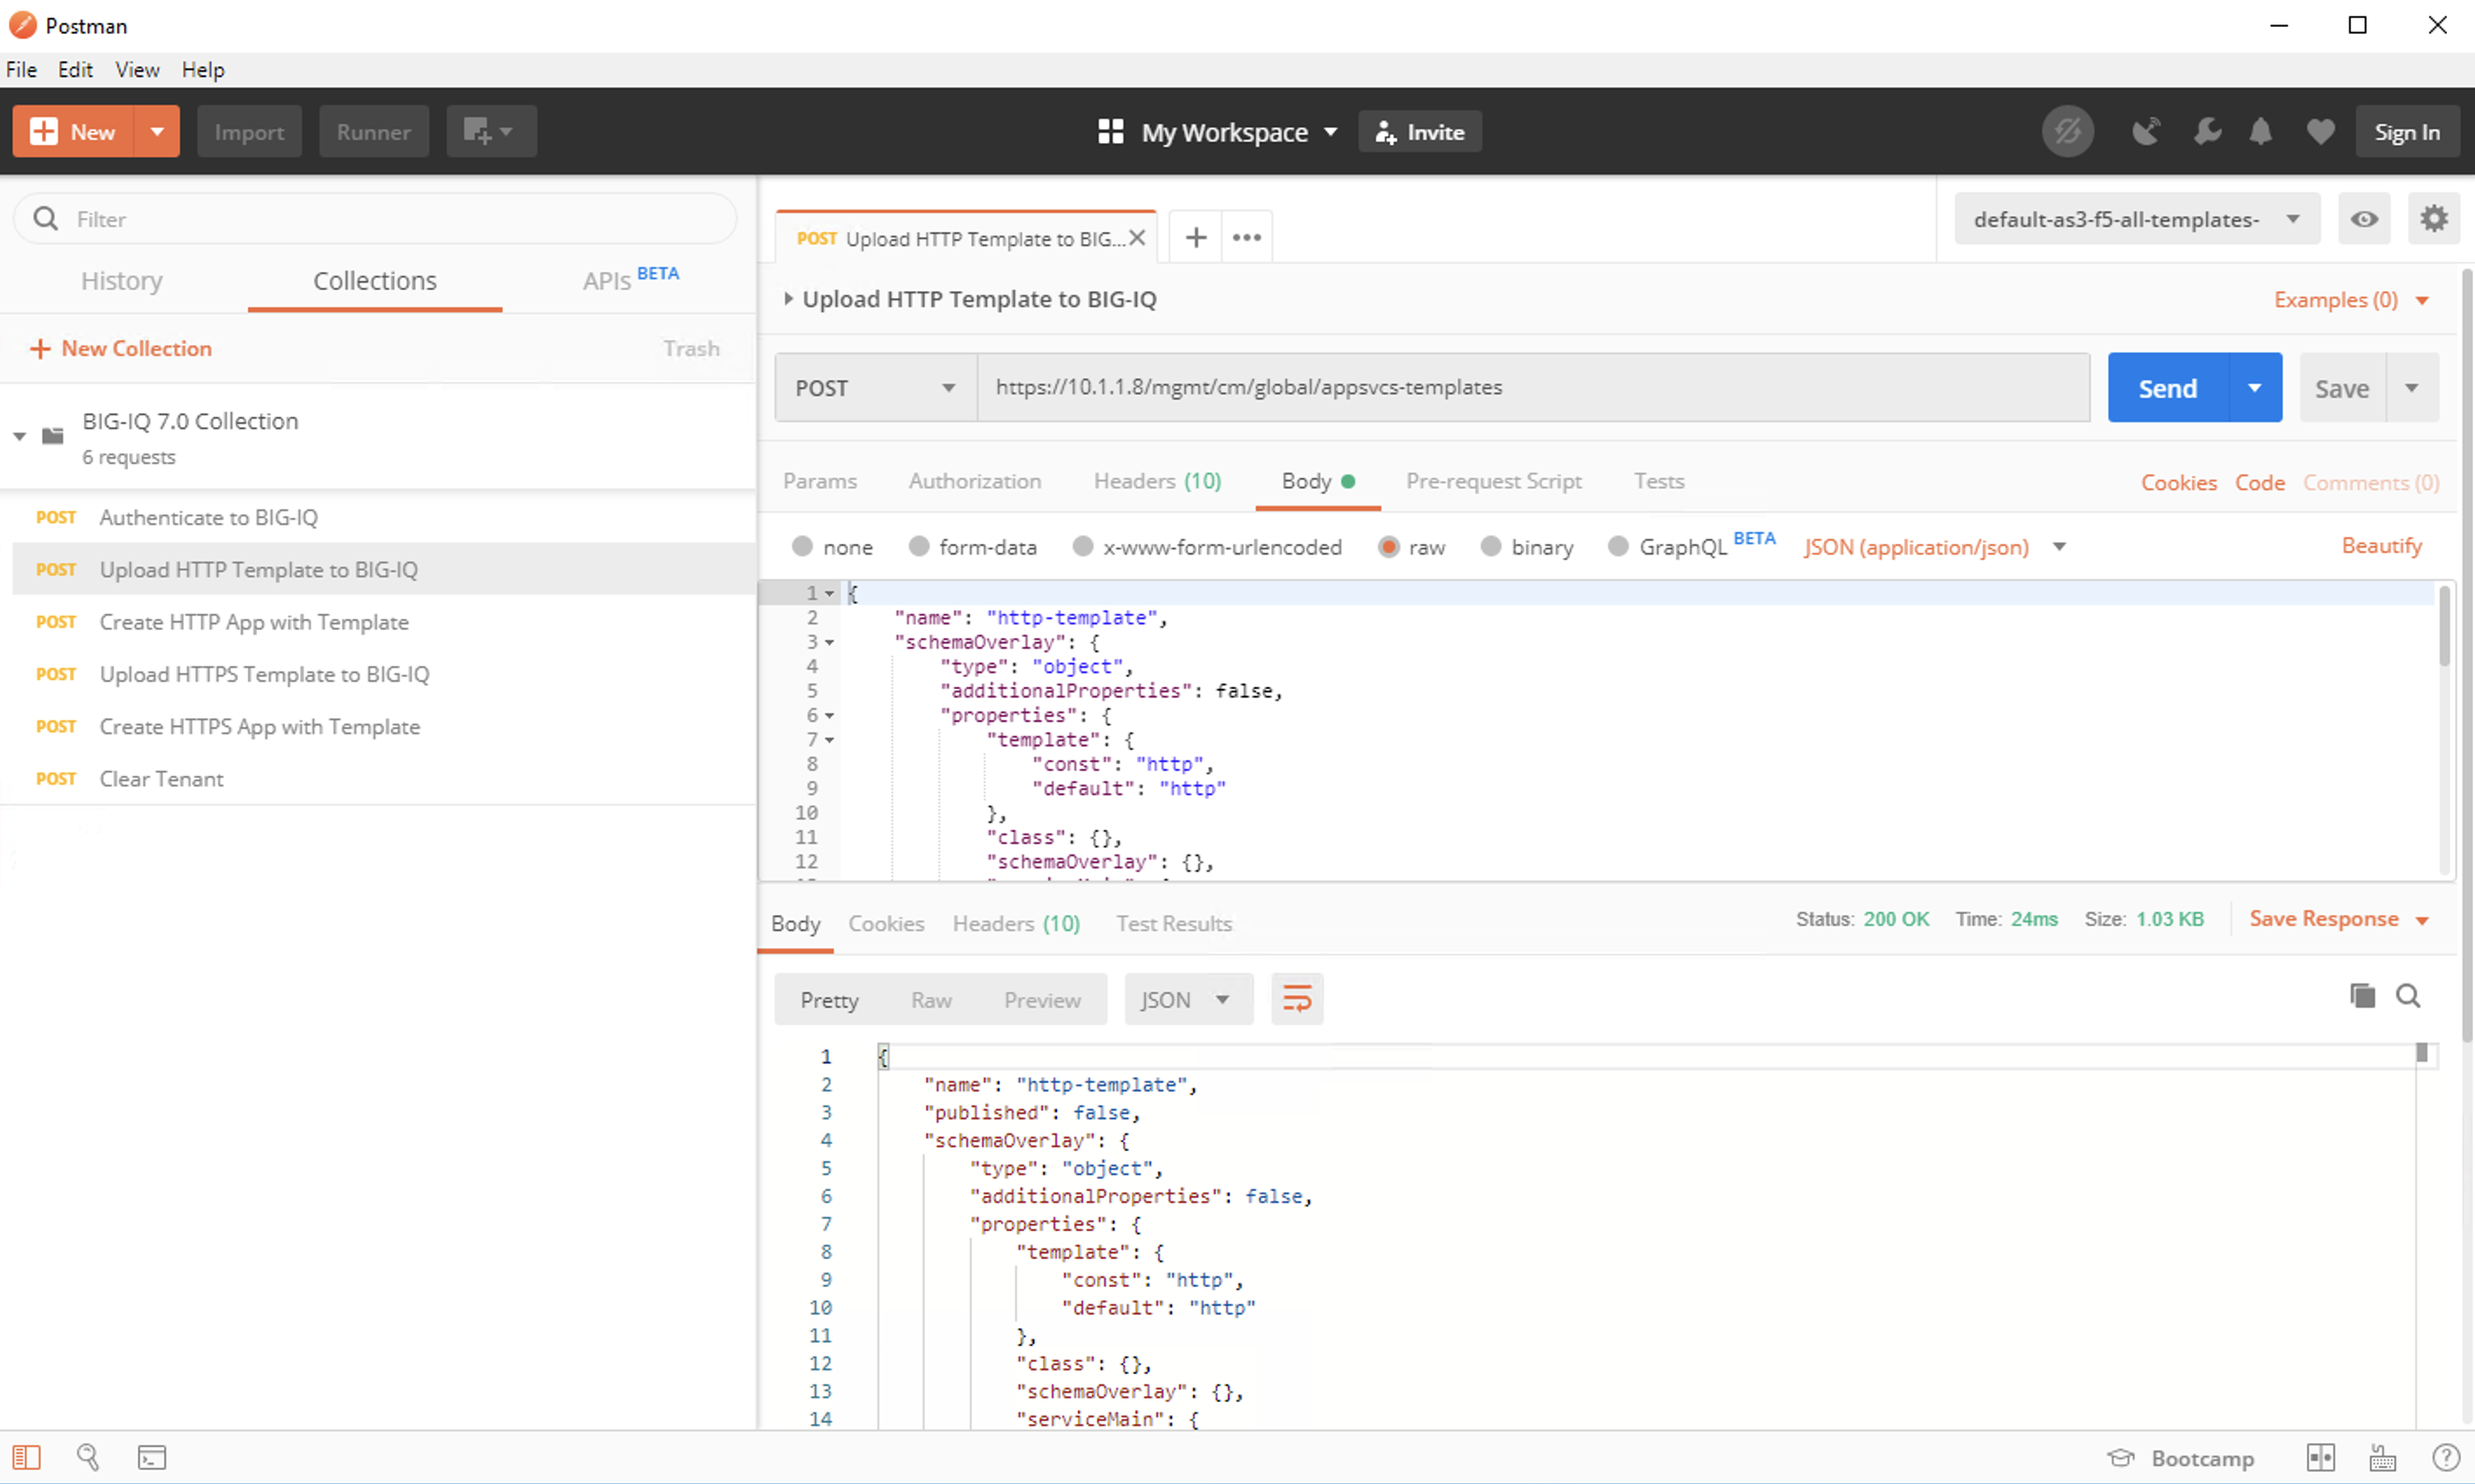 Postman
File Edit View Help
New Import Runner My Workspace Invite Sign In
Filter
History Collections APIs BETA
New Collection Trash
BIG-IQ 7.0 Collection
6 requests
POST Authenticate to BIG-IQ
POST Upload HTTP Template to BIG-IQ
POST Create HTTP App with Template
POST Upload HTTPS Template to BIG-IQ
POST Create HTTPS App with Template
POST Clear Tenant
POST Upload HTTP Template to BIG...
default-as3-f5-all-templates-
Upload HTTP Template to BIG-IQ Examples (0)
POST https://10.1.1.8/mgmt/cm/global/appsvcs-templates Send Save
Params Authorization Headers (10) Body Pre-request Script Tests Cookies Code Comments (0)
none form-data x-www-form-urlencoded raw binary GraphQL BETA JSON (application/json) Beautify
1 {
2 "name": "http-template",
3 "schemaOverlay": {
4 "type": "object",
5 "additionalProperties": false,
6 "properties": {
7 "template": {
8 "const": "http",
9 "default": "http"
10 },
11 "class": {},
12 "schemaOverlay": {},
Body Cookies Headers (10) Test Results Status: 200 OK Time: 24ms Size: 1.03 KB Save Response
Pretty Raw Preview JSON
1 {
2 "name": "http-template",
3 "published": false,
4 "schemaOverlay": {
5 "type": "object",
6 "additionalProperties": false,
7 "properties": {
8 "template": {
9 "const": "http",
10 "default": "http"
11 },
12 "class": {},
13 "schemaOverlay": {},
14 "serviceMain": {
Bootcamp